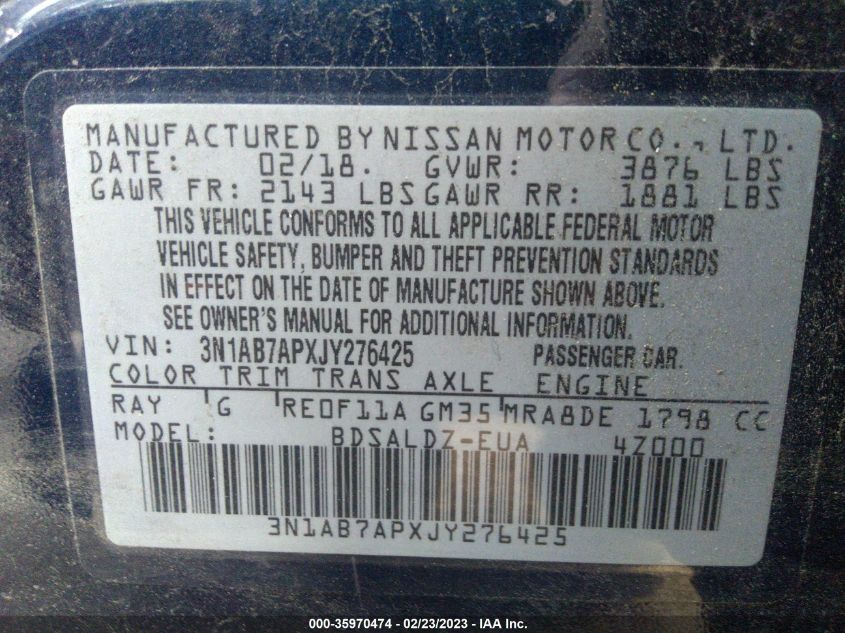 MANUFACTURED BY NISSAN MOTOR CO., LTD.
DATE: 02/18. GVWR: 3876 LBS
GAWR FR: 2143 LBS GAWR RR: 1881 LBS
THIS VEHICLE CONFORMS TO ALL APPLICABLE FEDERAL MOTOR
VEHICLE SAFETY, BUMPER AND THEFT PREVENTION STANDARDS
IN EFFECT ON THE DATE OF MANUFACTURE SHOWN ABOVE.
SEE OWNER'S MANUAL FOR ADDITIONAL INFORMATION.
VIN: 3N1AB7APXJY276425 PASSENGER CAR.
COLOR TRIM TRANS AXLE ENGINE
RAY G RE0F11A GM35 MRA8DE 1798 CC
MODEL: BDSALDZ-EUA 4Z000
3N1AB7APXJY276425
000-35970474 - 02/23/2023 - IAA Inc.